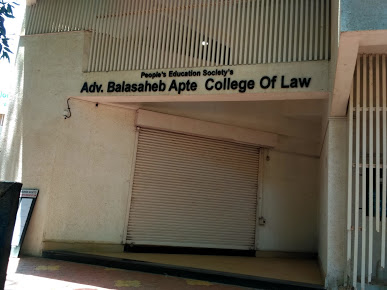 People's Education Society's
Adv. Balasaheb Apte College Of Law